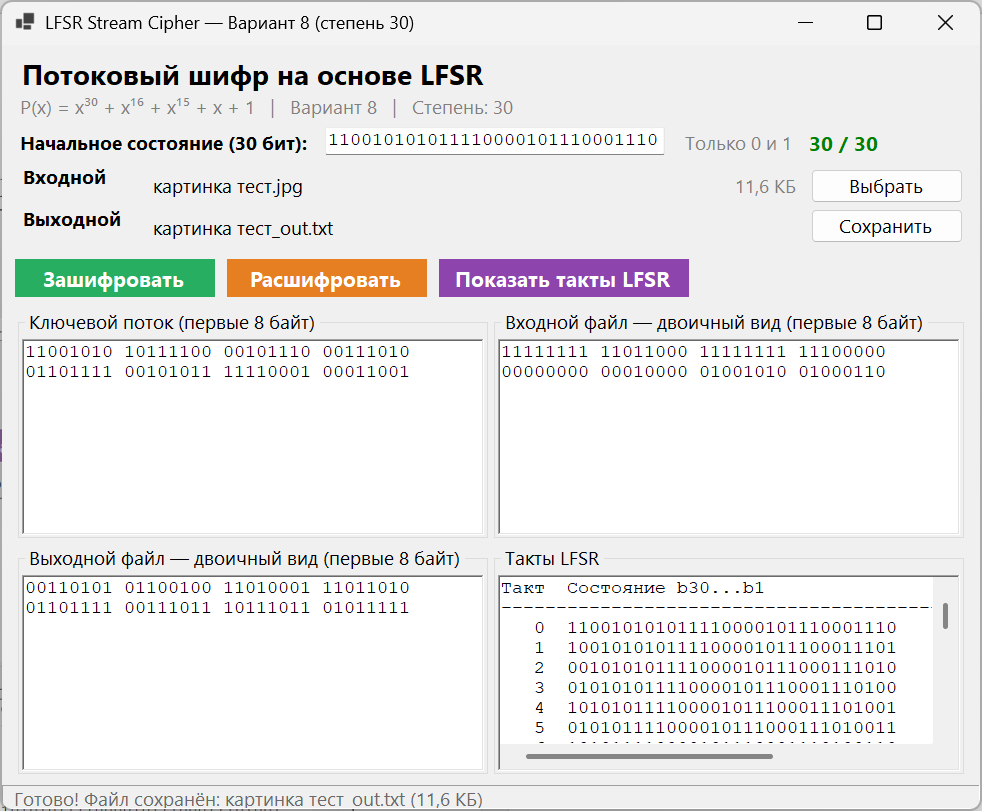 LFSR Stream Cipher — Вариант 8 (степень 30)
Потоковый шифр на основе LFSR
P(x) = x³⁰ + x¹⁶ + x¹⁵ + x + 1 | Вариант 8 | Степень: 30
Начальное состояние (30 бит): 110010101011110000101110001110 Только 0 и 1 30 / 30
Входной картинка тест.jpg 11,6 КБ Выбрать
Выходной картинка тест_out.txt Сохранить
Зашифровать Расшифровать Показать такты LFSR
Ключевой поток (первые 8 байт)
11001010 10111100 00101110 00111010
01101111 00101011 11110001 00011001
Входной файл — двоичный вид (первые 8 байт)
11111111 11011000 11111111 11100000
00000000 00010000 01001010 01000110
Выходной файл — двоичный вид (первые 8 байт)
00110101 01100100 11010001 11011010
01101111 00111011 10111011 01011111
Такты LFSR
Такт Состояние b30...b1
----------------------------------------
0 110010101011110000101110001110
1 100101010111100001011100011101
2 001010101111000010111000111010
3 010101011110000101110001110100
4 101010111100001011100011101001
5 010101111000010111000111010011
Готово! Файл сохранён: картинка тест_out.txt (11,6 КБ)